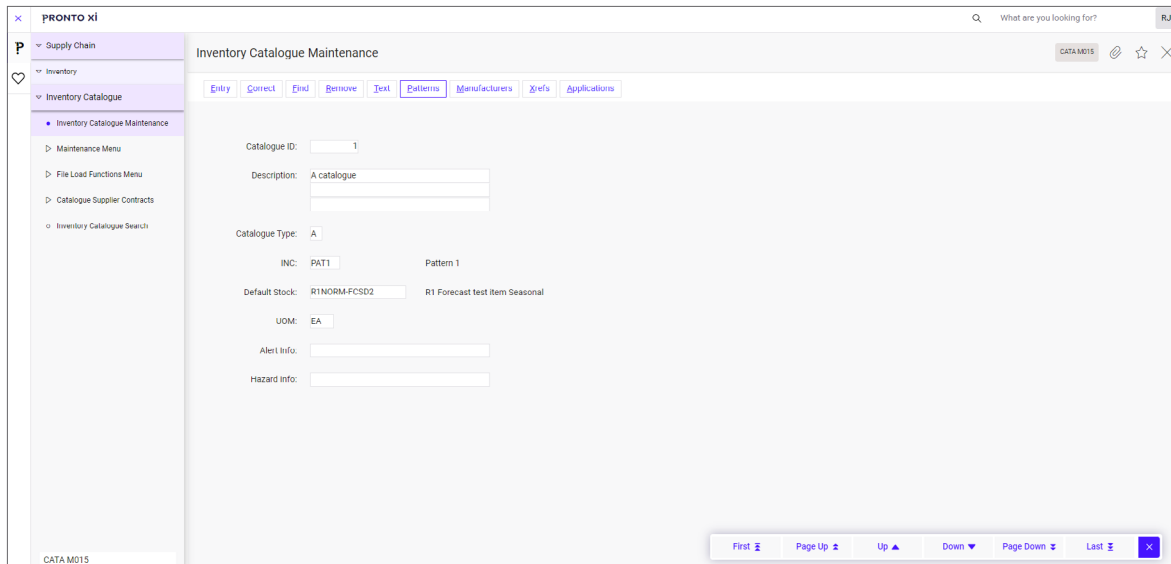 PRONTO XI
What are you looking for?
RJ
Supply Chain
Inventory
Inventory Catalogue
Inventory Catalogue Maintenance
Maintenance Menu
File Load Functions Menu
Catalogue Supplier Contracts
Inventory Catalogue Search
CATA M015
Inventory Catalogue Maintenance
CATA M015
Entry Correct Find Remove Text Patterns Manufacturers Xrefs Applications
Catalogue ID: 1
Description: A catalogue
Catalogue Type: A
INC: PAT1 Pattern 1
Default Stock: R1NORM-FCSD2 R1 Forecast test item Seasonal
UOM: EA
Alert Info:
Hazard Info:
First Page Up Up Down Page Down Last